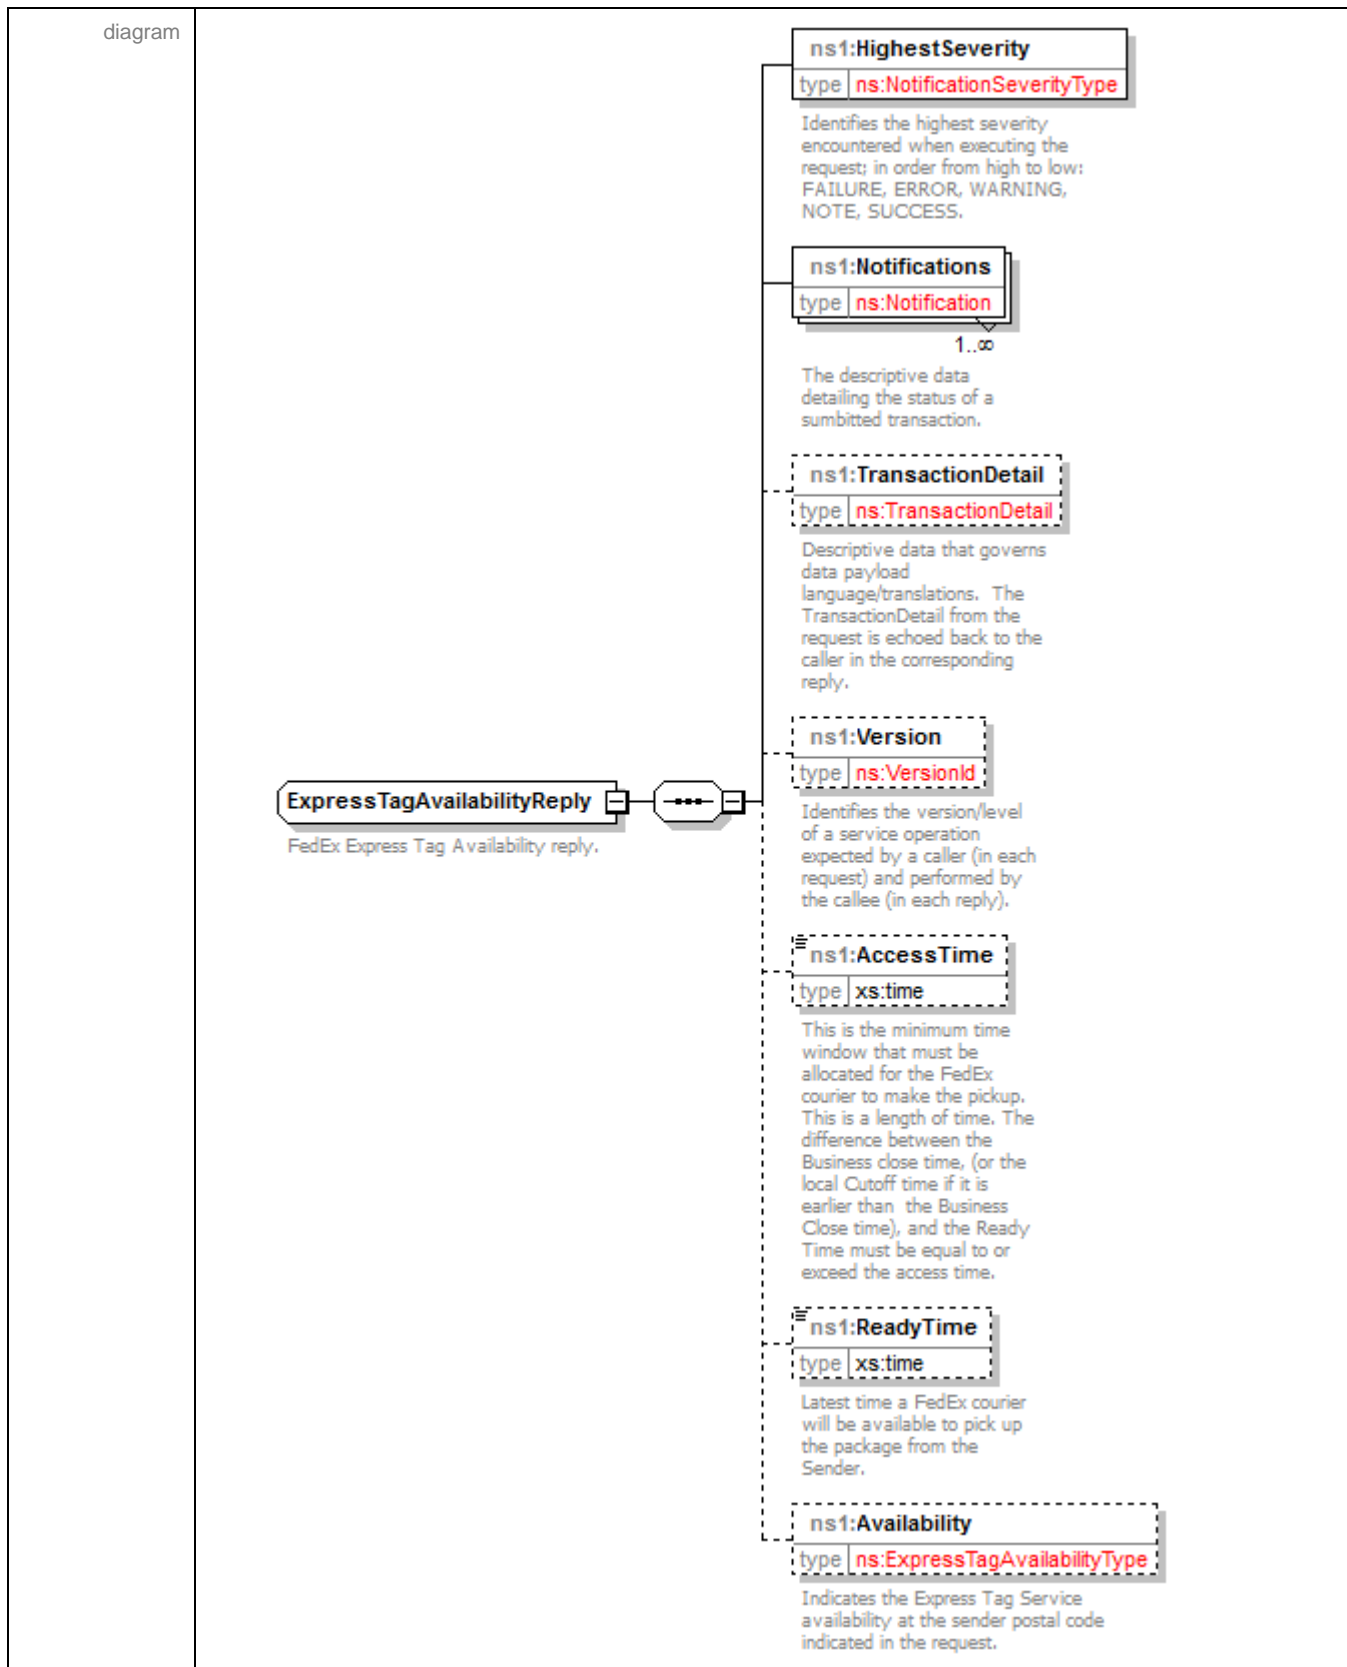 diagram
ns1:HighestSeverity
type ns:NotificationSeverityType
Identifies the highest severity
encountered when executing the
request; in order from high to low:
FAILURE, ERROR, WARNING,
NOTE, SUCCESS.
ns1:Notifications
type ns:Notification
1..∞
The descriptive data
detailing the status of a
sumbitted transaction.
ns1:TransactionDetail
type ns:TransactionDetail
Descriptive data that governs
data payload
language/translations.  The
TransactionDetail from the
request is echoed back to the
caller in the corresponding
reply.
ns1:Version
type ns:VersionId
Identifies the version/level
of a service operation
expected by a caller (in each
request) and performed by
the callee (in each reply).
ExpressTagAvailabilityReply
FedEx Express Tag Availability reply.
ns1:AccessTime
type xs:time
This is the minimum time
window that must be
allocated for the FedEx
courier to make the pickup.
This is a length of time. The
difference between the
Business close time, (or the
local Cutoff time if it is
earlier than  the Business
Close time), and the Ready
Time must be equal to or
exceed the access time.
ns1:ReadyTime
type xs:time
Latest time a FedEx courier
will be available to pick up
the package from the
Sender.
ns1:Availability
type ns:ExpressTagAvailabilityType
Indicates the Express Tag Service
availability at the sender postal code
indicated in the request.